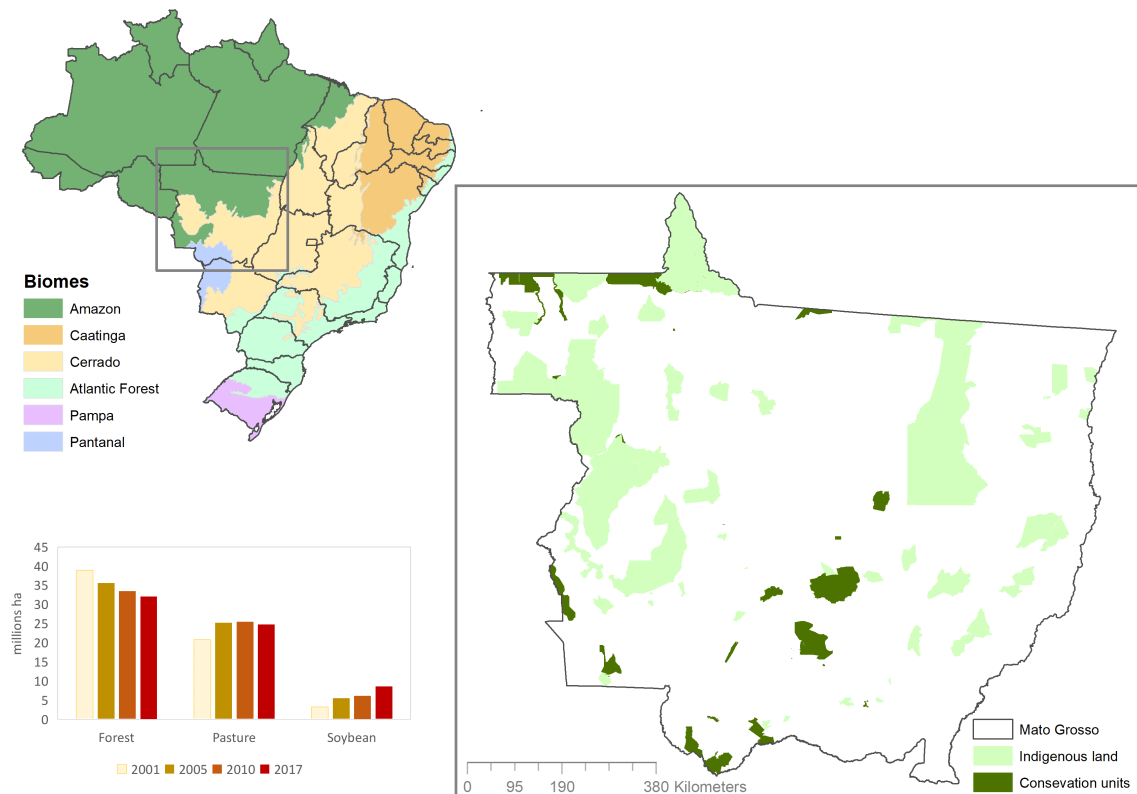 Biomes
Amazon
Caatinga
Cerrado
Atlantic Forest
Pampa
Pantanal
45
40
35
30
25
20
15
10
5
0
millions ha
Forest Pasture Soybean
2001 2005 2010 2017
Mato Grosso
Indigenous land
Consevation units
0 95 190 380 Kilometers